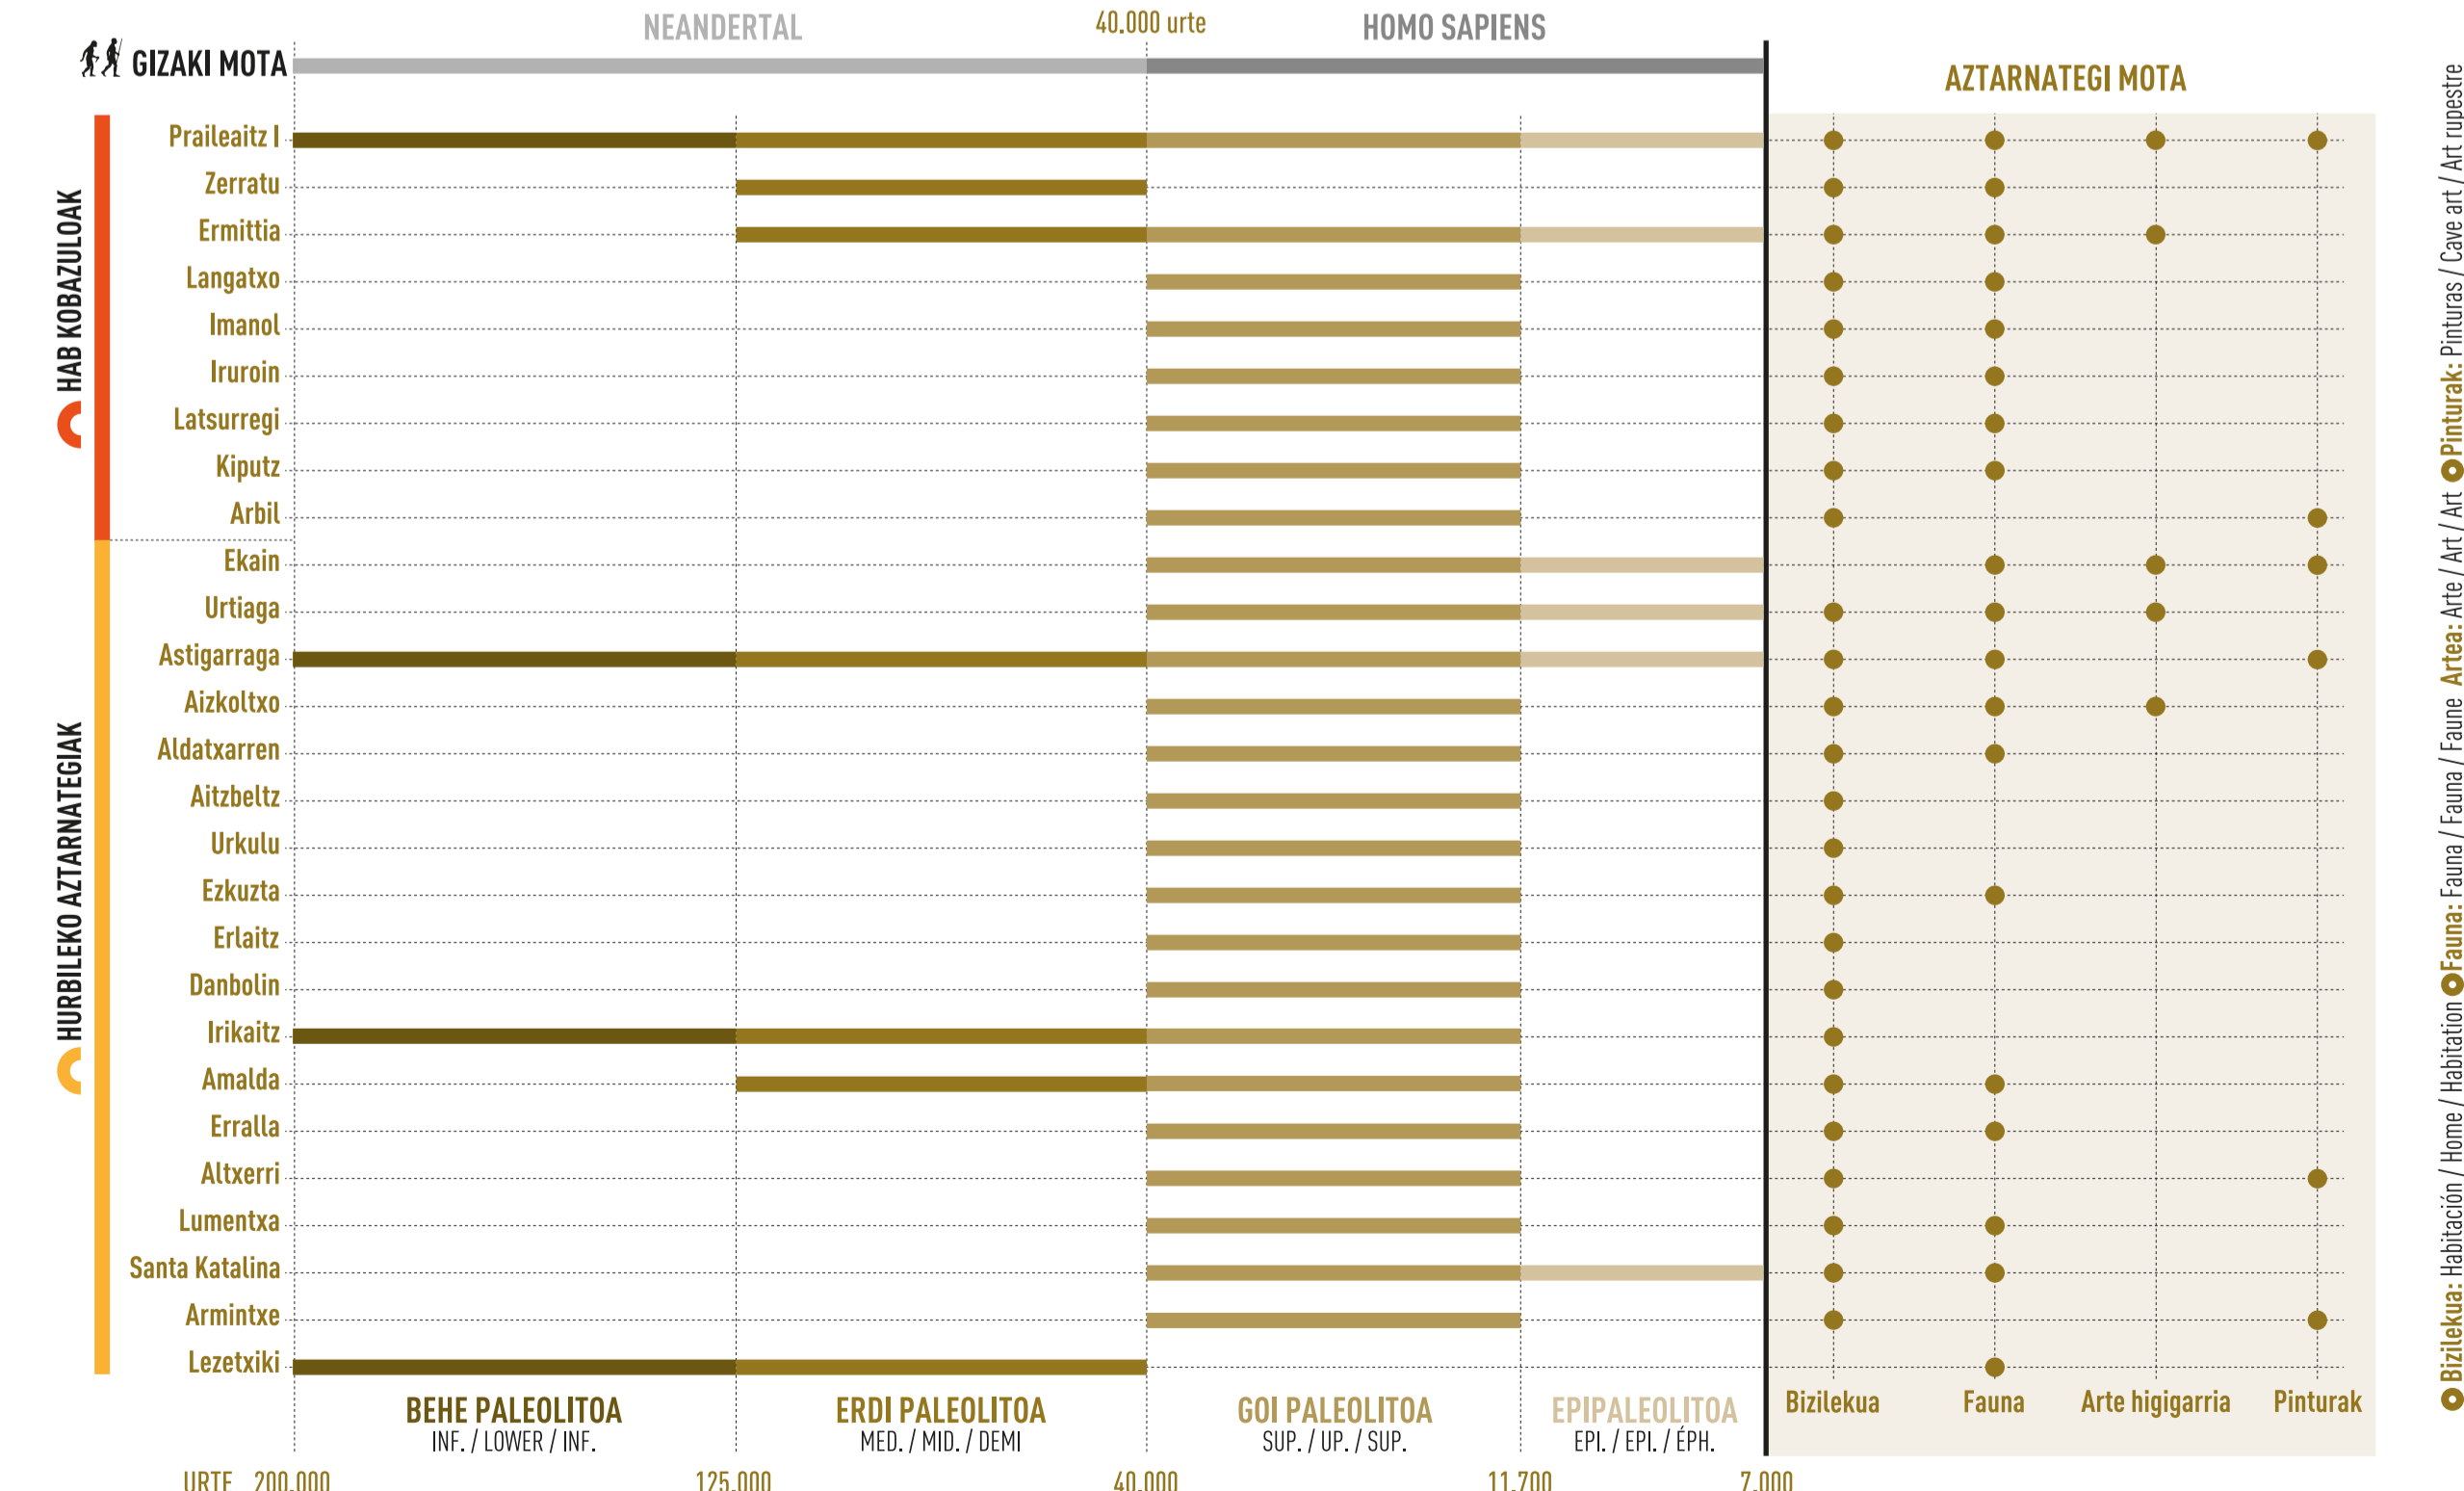 NEANDERTAL
40.000 urte
HOMO SAPIENS
GIZAKI MOTA
AZTARNATEGI MOTA
HAB KOBAZULOAK
Praileaitz I
Zerratu
Ermittia
Langatxo
Imanol
Iruroin
Latsurregi
Kiputz
Arbil
HURBILEKO AZTARNATEGIAK
Ekain
Urtiaga
Astigarraga
Aizkoltxo
Aldatxarren
Aitzbeltz
Urkulu
Ezkuzta
Erlaitz
Danbolin
Irikaitz
Amalda
Erralla
Altxerri
Lumentxa
Santa Katalina
Armintxe
Lezetxiki
BEHE PALEOLITOA
INF. / LOWER / INF.
ERDI PALEOLITOA
MED. / MID. / DEMI
GOI PALEOLITOA
SUP. / UP. / SUP.
EPIPALEOLITOA
EPI. / EPI. / ÉPH.
Bizilekua
Fauna
Arte higigarria
Pinturak
URTE 200.000 125.000 40.000 11.700 7.000
Bizilekua: Habitación / Home / Habitation Fauna: Fauna / Fauna / Faune Artea: Arte / Art / Art Pinturak: Pinturas / Cave art / Art rupestre